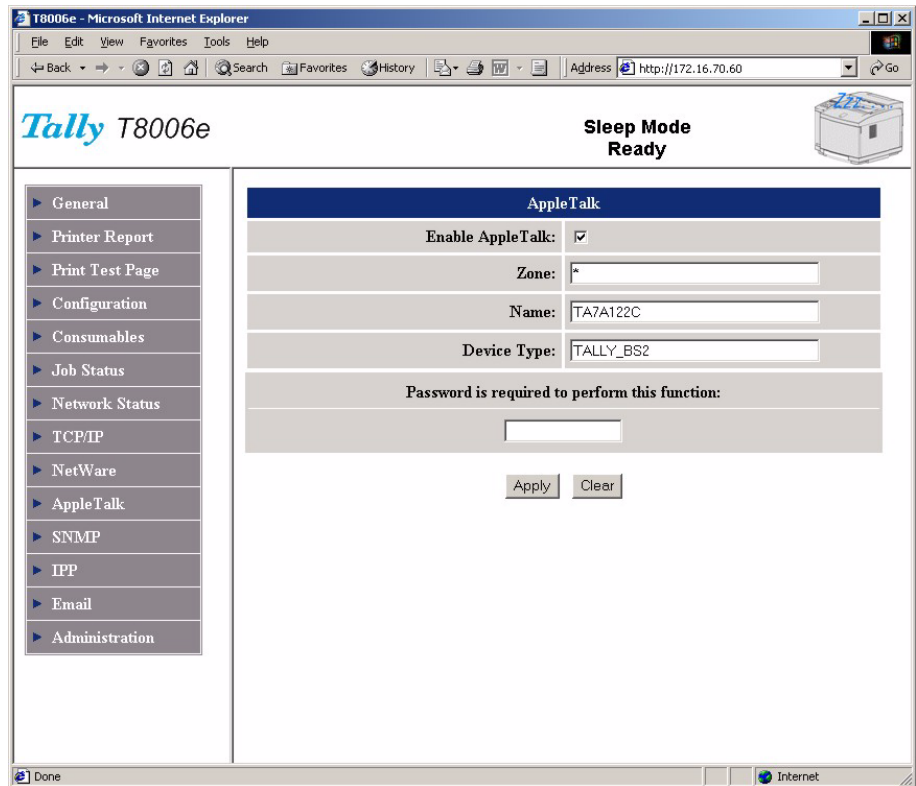 T8006e - Microsoft Internet Explorer
File Edit View Favorites Tools Help
Back Search Favorites History Address http://172.16.70.60 Go
Tally T8006e
Sleep Mode
Ready
Zzz...
General
Printer Report
Print Test Page
Configuration
Consumables
Job Status
Network Status
TCP/IP
NetWare
AppleTalk
SNMP
IPP
Email
Administration
AppleTalk
Enable AppleTalk:
Zone: *
Name: TA7A122C
Device Type: TALLY_BS2
Password is required to perform this function:
Apply Clear
Done Internet